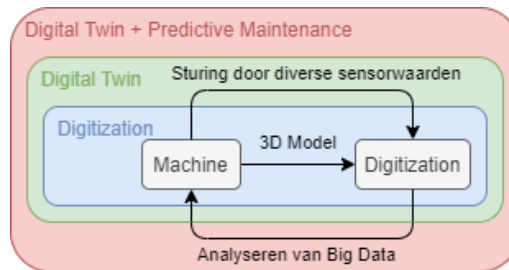 Digital Twin + Predictive Maintenance
Digital Twin
Sturing door diverse sensorwaarden
Digitization
3D Model
Machine
Digitization
Analyseren van Big Data